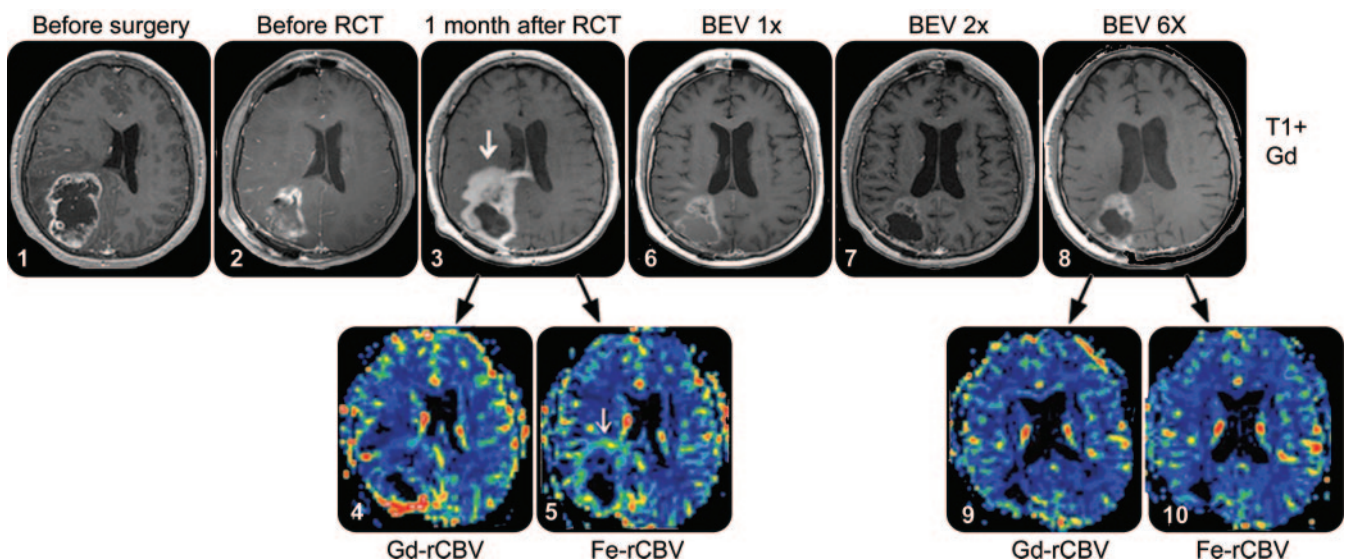 Before surgery
Before RCT
1 month after RCT
BEV 1x
BEV 2x
BEV 6X
T1+
Gd
1
2
3
6
7
8
4
5
9
10
Gd-rCBV
Fe-rCBV
Gd-rCBV
Fe-rCBV